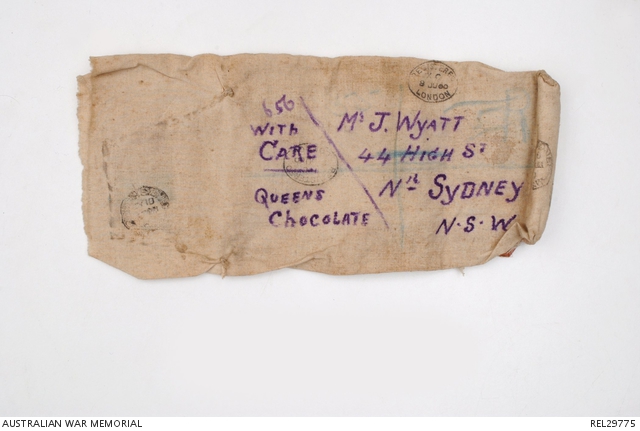 656
WITH
CARE
QUEENS
CHOCOLATE
Mr J. WYATT
44 HIGH ST
Nth SYDNEY
N.S.W
LONDON
AUSTRALIAN WAR MEMORIAL
REL29775